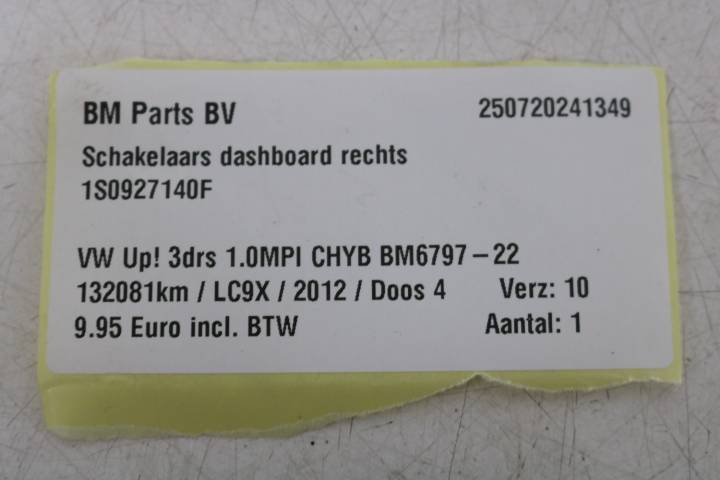 BM Parts BV 250720241349
Schakelaars dashboard rechts
1S0927140F
VW Up! 3drs 1.0MPI CHYB BM6797-22
132081km / LC9X / 2012 / Doos 4 Verz: 10
9.95 Euro incl. BTW Aantal: 1